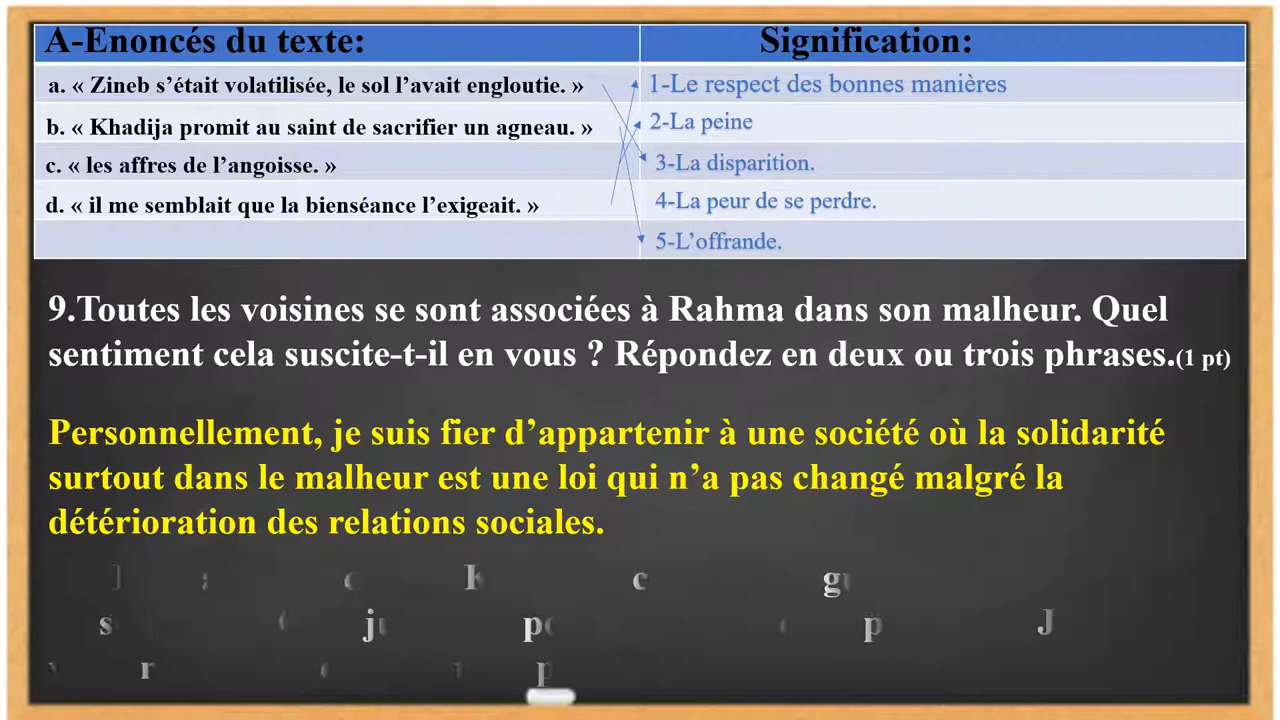 A-Enoncés du texte: Signification:
a. « Zineb s’était volatilisée, le sol l’avait engloutie. » 1-Le respect des bonnes manières
b. « Khadija promit au saint de sacrifier un agneau. » 2-La peine
c. « les affres de l’angoisse. » 3-La disparition.
d. « il me semblait que la bienséance l’exigeait. » 4-La peur de se perdre.
5-L’offrande.
9.Toutes les voisines se sont associées à Rahma dans son malheur. Quel
sentiment cela suscite-t-il en vous ? Répondez en deux ou trois phrases.(1 pt)
Personnellement, je suis fier d’appartenir à une société où la solidarité
surtout dans le malheur est une loi qui n’a pas changé malgré la
détérioration des relations sociales.